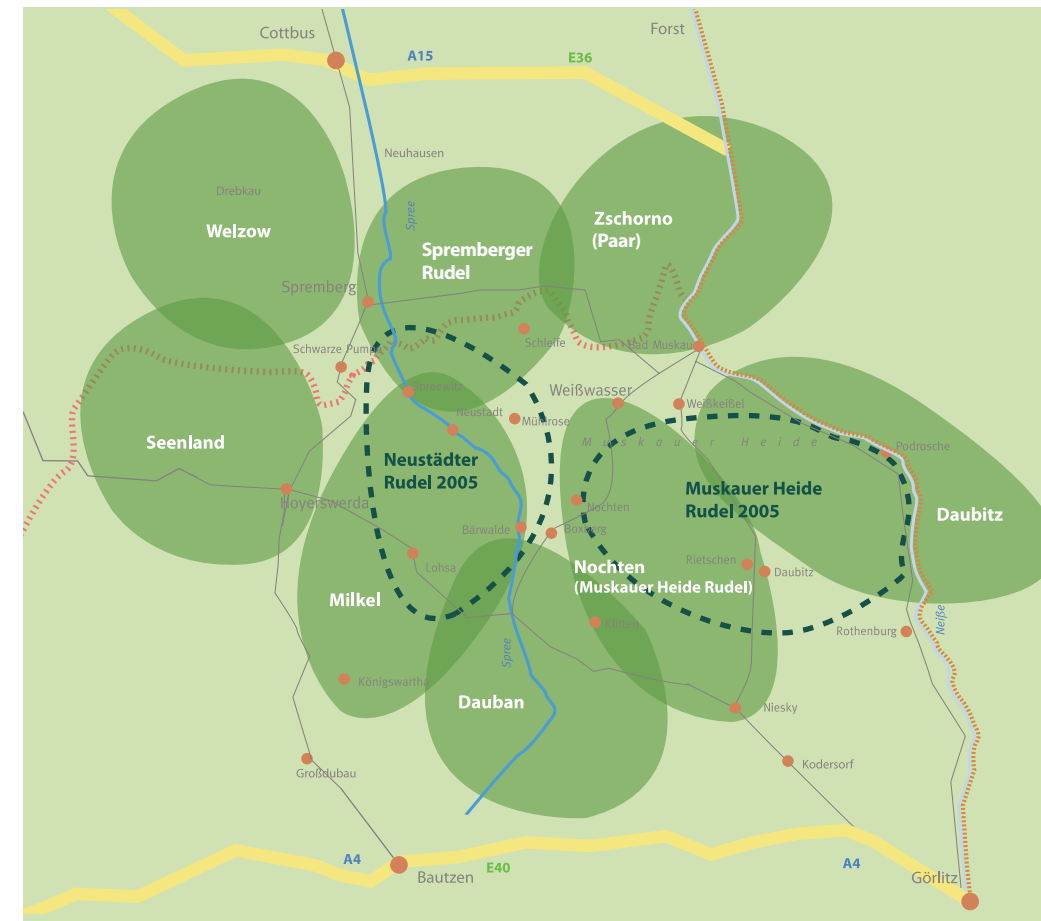 Forst
Cottbus
A15
E36
Neuhausen
Drebkau
Spree
Zschorno
(Paar)
Welzow
Spremberger
Rudel
Spremberg
Schleife
Bad Muskau
Schwarze Pumpe
Spreewitz
Weißwasser
Weißkeißel
Neustadt
Mühlrose
Seenland
Muskauer Heide
Podrosche
Neustädter
Rudel 2005
Muskauer Heide
Rudel 2005
Hoyerswerda
Nochten
Daubitz
Bärwalde
Boxberg
Rietschen
Lohsa
Nochten
(Muskauer Heide Rudel)
Daubitz
Milkel
Klitten
Rothenburg
Neiße
Spree
Königswartha
Dauban
Niesky
Großdubau
Kodersorf
A4
E40
A4
Bautzen
Görlitz